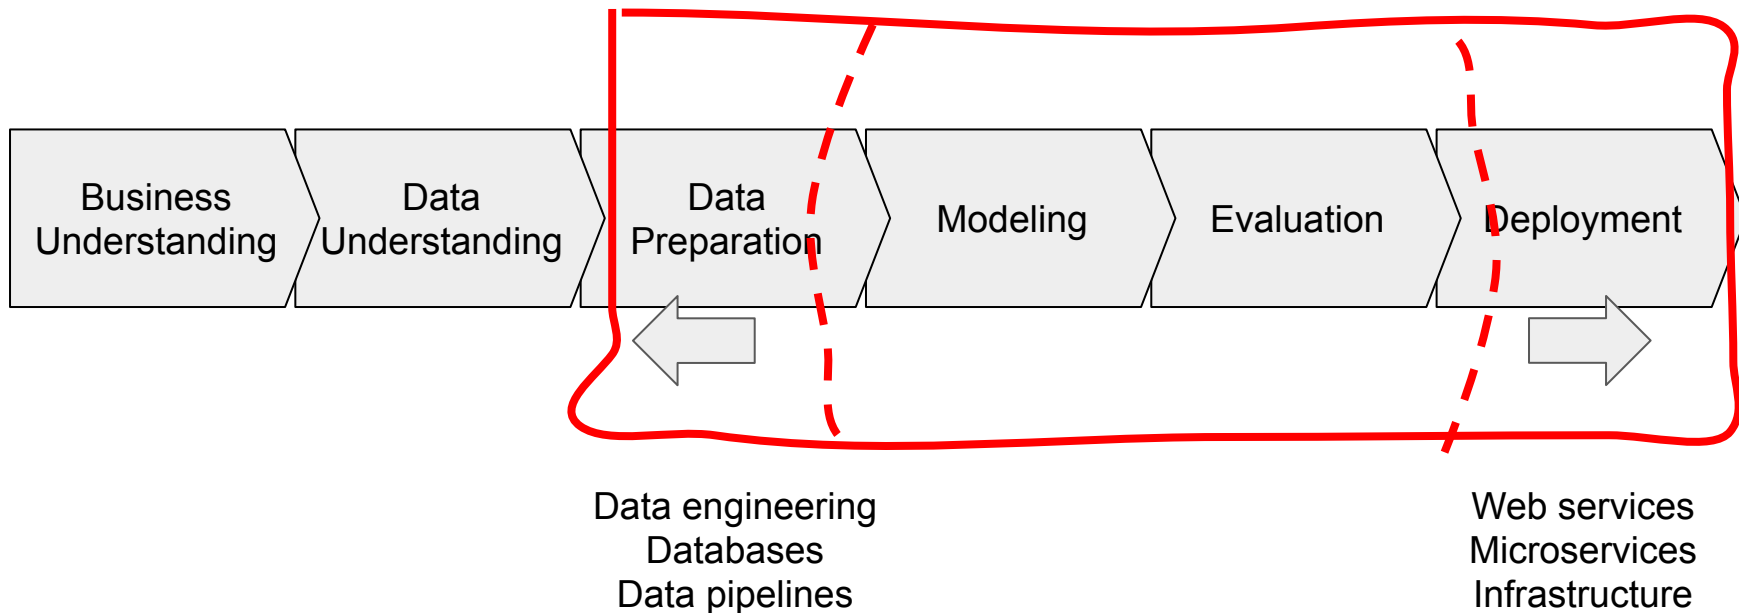 Business
Understanding
Data
Understanding
Data
Preparation
Modeling
Evaluation
Deployment
Data engineering
Databases
Data pipelines
Web services
Microservices
Infrastructure